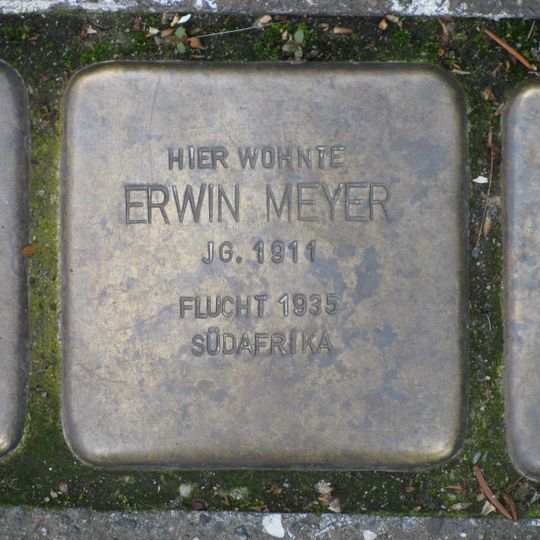 HIER WOHNTE
ERWIN MEYER
JG. 1911
FLUCHT 1935
SÜDAFRIKA